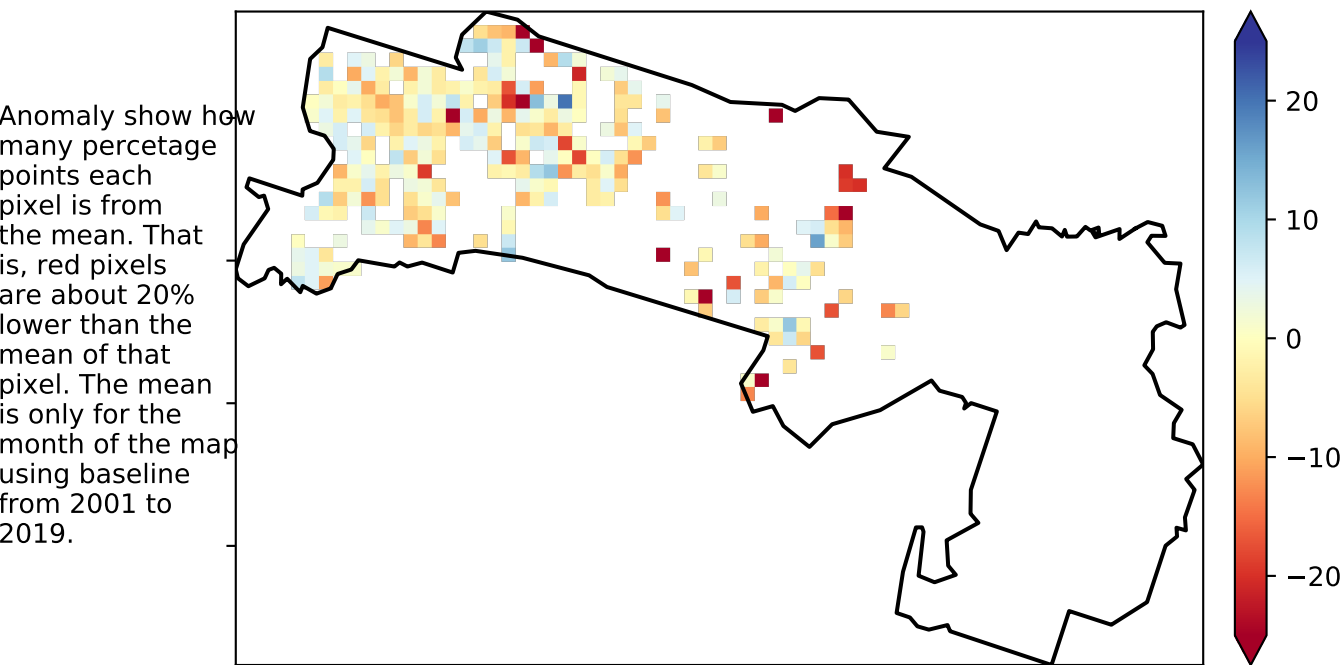 Anomaly show how
many percetage
points each
pixel is from
the mean. That
is, red pixels
are about 20%
lower than the
mean of that
pixel. The mean
is only for the
month of the map
using baseline
from 2001 to
2019.
20
10
0
−10
−20